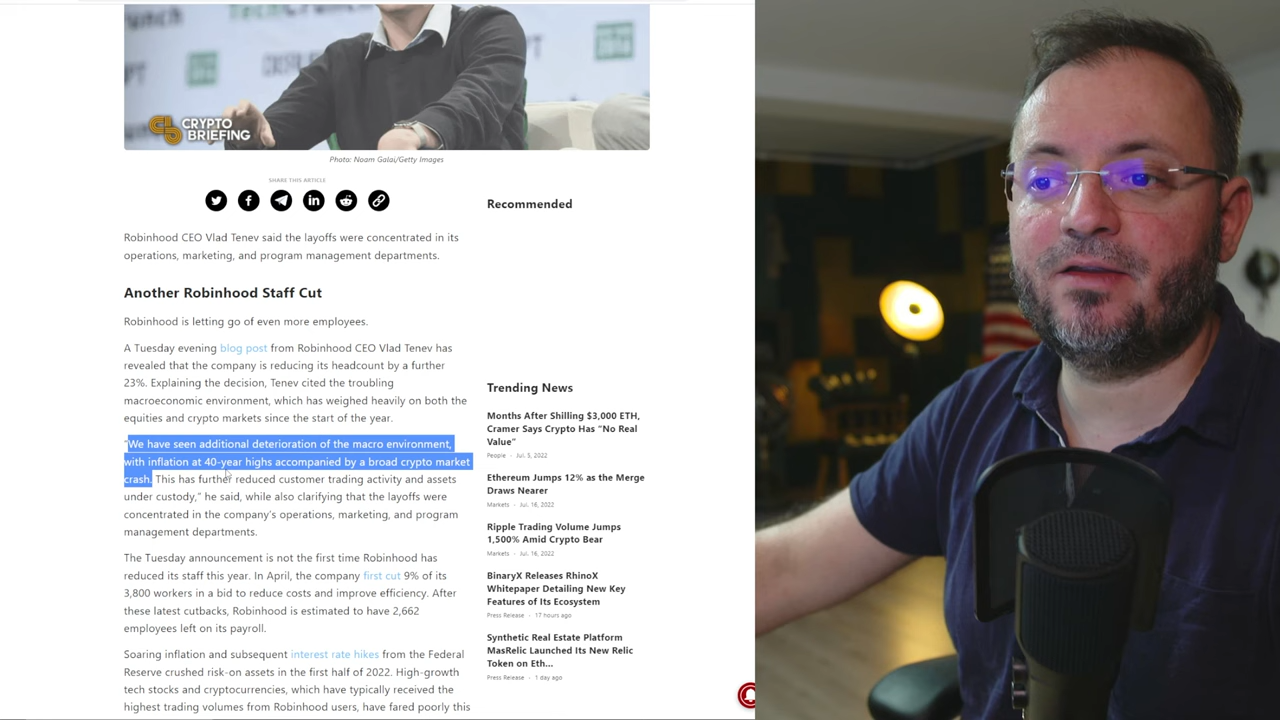 CRYPTO
BRIEFING
Photo: Noam Galai/Getty Images
SHARE THIS ARTICLE
Robinhood CEO Vlad Tenev said the layoffs were concentrated in its
operations, marketing, and program management departments.
Another Robinhood Staff Cut
Robinhood is letting go of even more employees.
A Tuesday evening blog post from Robinhood CEO Vlad Tenev has
revealed that the company is reducing its headcount by a further
23%. Explaining the decision, Tenev cited the troubling
macroeconomic environment, which has weighed heavily on both the
equities and crypto markets since the start of the year.
"We have seen additional deterioration of the macro environment,
with inflation at 40-year highs accompanied by a broad crypto market
crash. This has further reduced customer trading activity and assets
under custody," he said, while also clarifying that the layoffs were
concentrated in the company's operations, marketing, and program
management departments.
The Tuesday announcement is not the first time Robinhood has
reduced its staff this year. In April, the company first cut 9% of its
3,800 workers in a bid to reduce costs and improve efficiency. After
these latest cutbacks, Robinhood is estimated to have 2,662
employees left on its payroll.
Soaring inflation and subsequent interest rate hikes from the Federal
Reserve crushed risk-on assets in the first half of 2022. High-growth
tech stocks and cryptocurrencies, which have typically received the
highest trading volumes from Robinhood users, have fared poorly this
Recommended
Trending News
Months After Shilling $3,000 ETH,
Cramer Says Crypto Has "No Real
Value"
People - Jul. 5, 2022
Ethereum Jumps 12% as the Merge
Draws Nearer
Markets - Jul. 16, 2022
Ripple Trading Volume Jumps
1,500% Amid Crypto Bear
Markets - Jul. 16, 2022
BinaryX Releases RhinoX
Whitepaper Detailing New Key
Features of Its Ecosystem
Press Release - 17 hours ago
Synthetic Real Estate Platform
MasRelic Launched Its New Relic
Token on Eth...
Press Release - 1 day ago